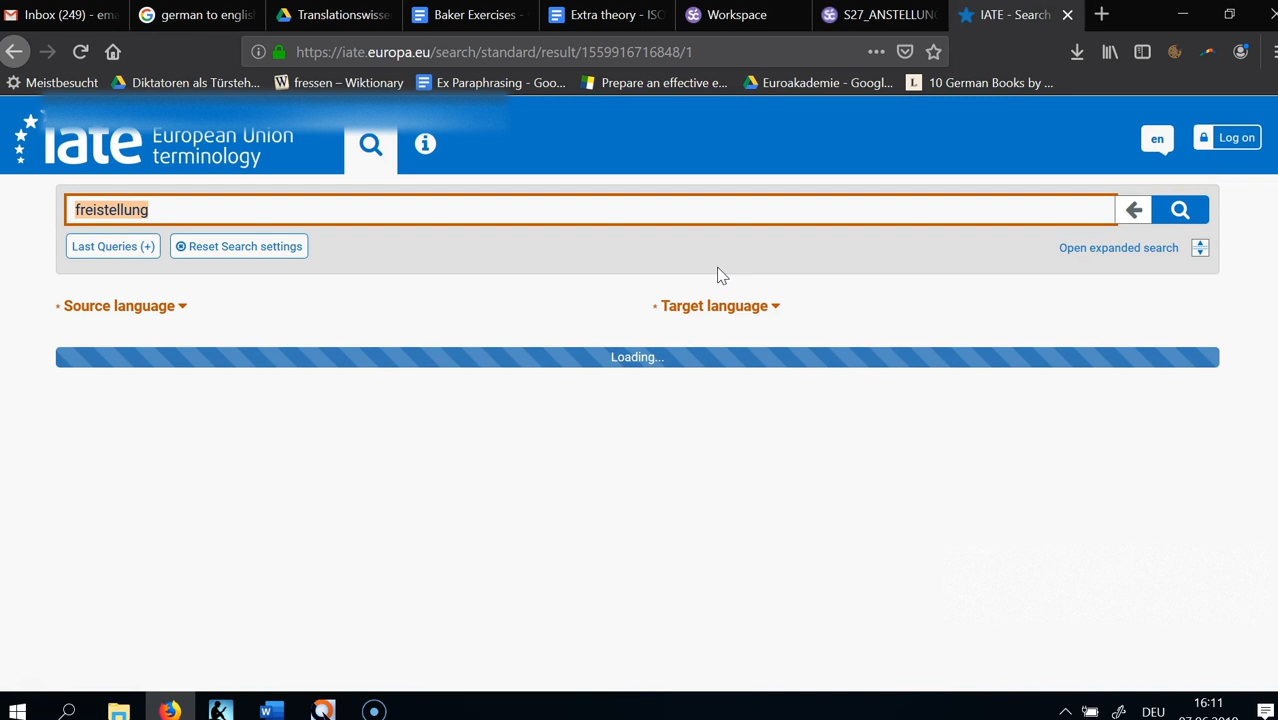 Inbox (249) - ema
german to englis
Translationswisse
Baker Exercises -
Extra theory - ISO
Workspace
S27_ANSTELLUNG
IATE - Search
https://iate.europa.eu/search/standard/result/1559916716848/1
Meistbesucht
Diktatoren als Türsteh...
fressen – Wiktionary
Ex Paraphrasing - Goo...
Prepare an effective e...
Euroakademie - Googl...
10 German Books by ...
iate European Union
terminology
en
Log on
freistellung
Last Queries (+)
Reset Search settings
Open expanded search
* Source language
* Target language
Loading...
DEU
16:11